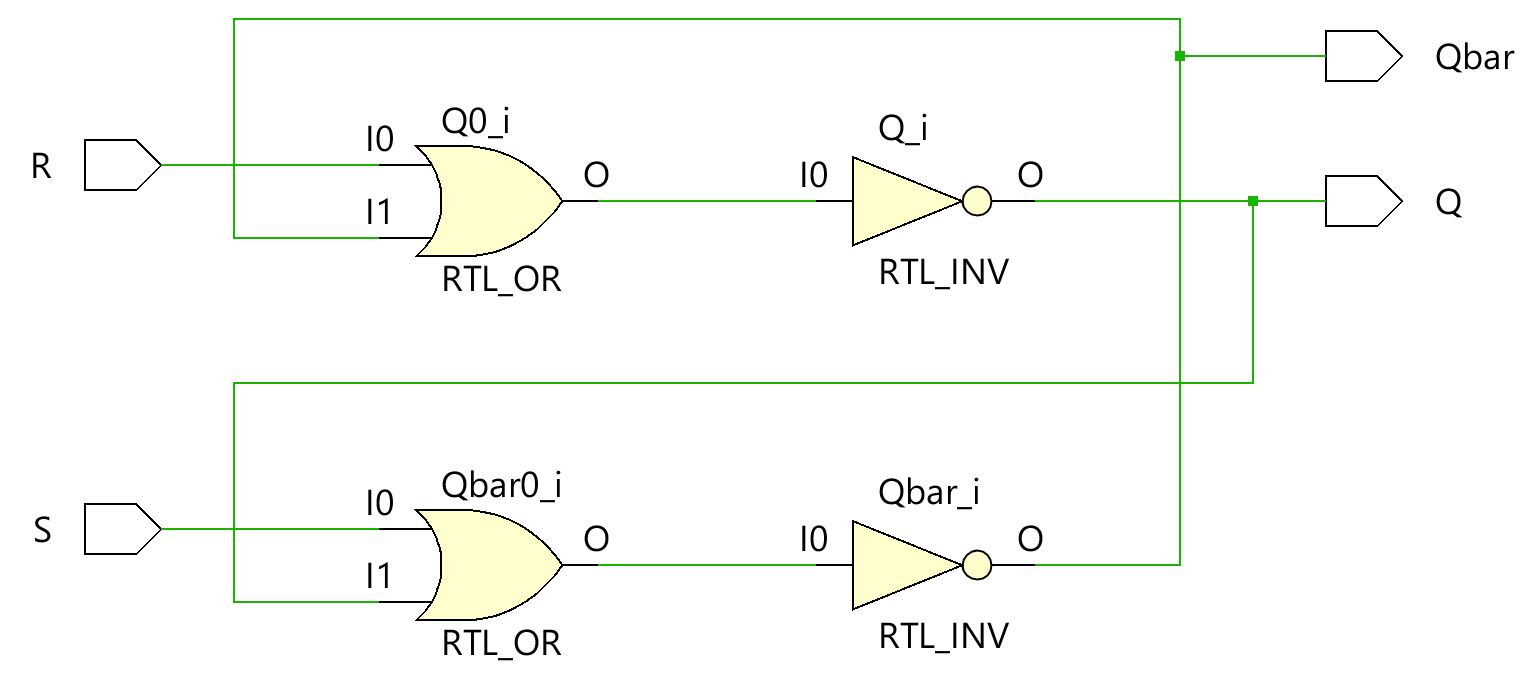 Qbar
Q0_i
Q_i
R
I0
O
I0
O
Q
I1
RTL_OR
RTL_INV
Qbar0_i
Qbar_i
S
I0
O
I0
O
I1
RTL_OR
RTL_INV